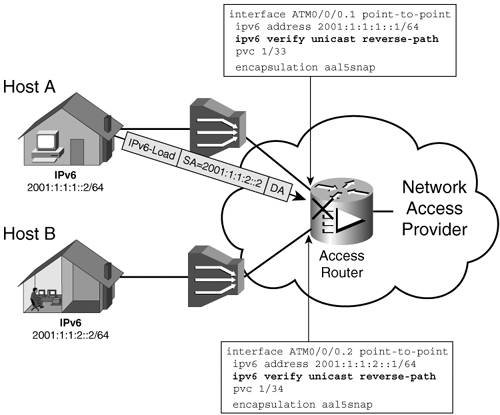 interface ATM0/0/0.1 point-to-point
ipv6 address 2001:1:1:1::1/64
ipv6 verify unicast reverse-path
pvc 1/33
encapsulation aal5snap
Host A
IPv6
2001:1:1:1::2/64
IPv6-Load SA=2001:1:1:2::2 DA
Network
Access
Provider
Access
Router
Host B
IPv6
2001:1:1:2::2/64
interface ATM0/0/0.2 point-to-point
ipv6 address 2001:1:1:2::1/64
ipv6 verify unicast reverse-path
pvc 1/34
encapsulation aal5snap